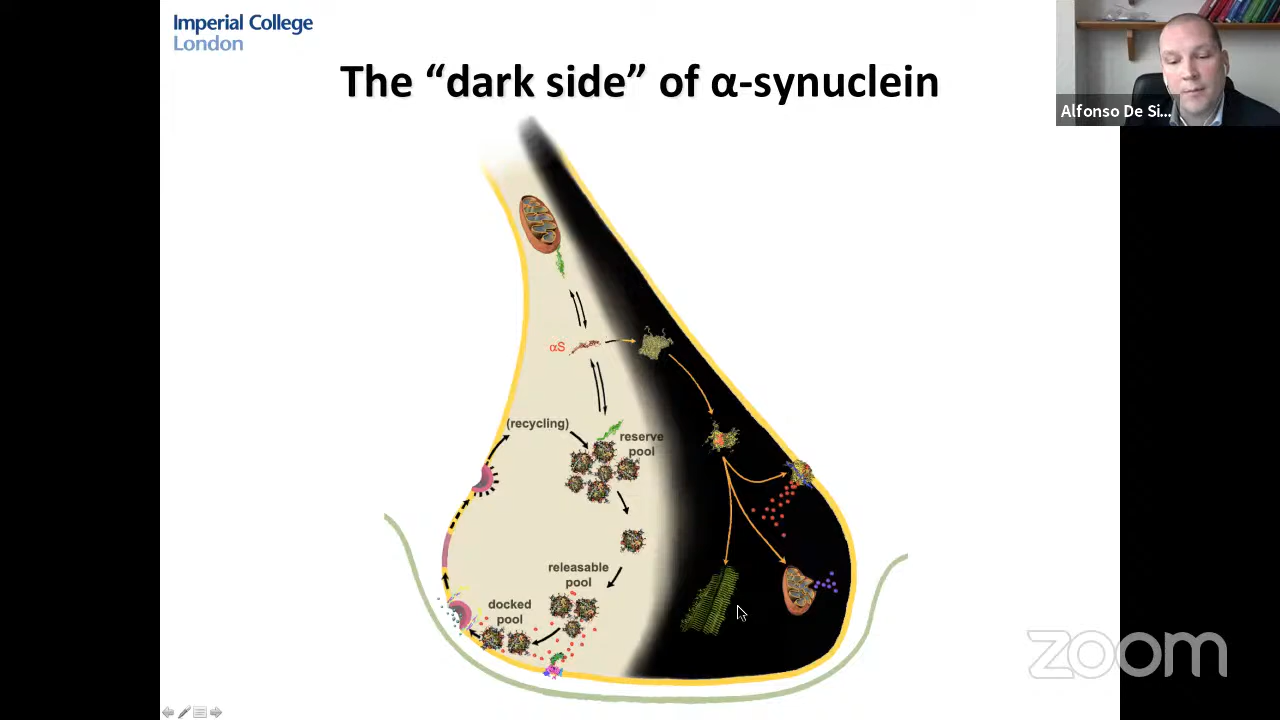 Imperial College
London
The “dark side” of α-synuclein
Alfonso De Si...
αS
(recycling)
reserve
pool
releasable
pool
docked
pool
zoom